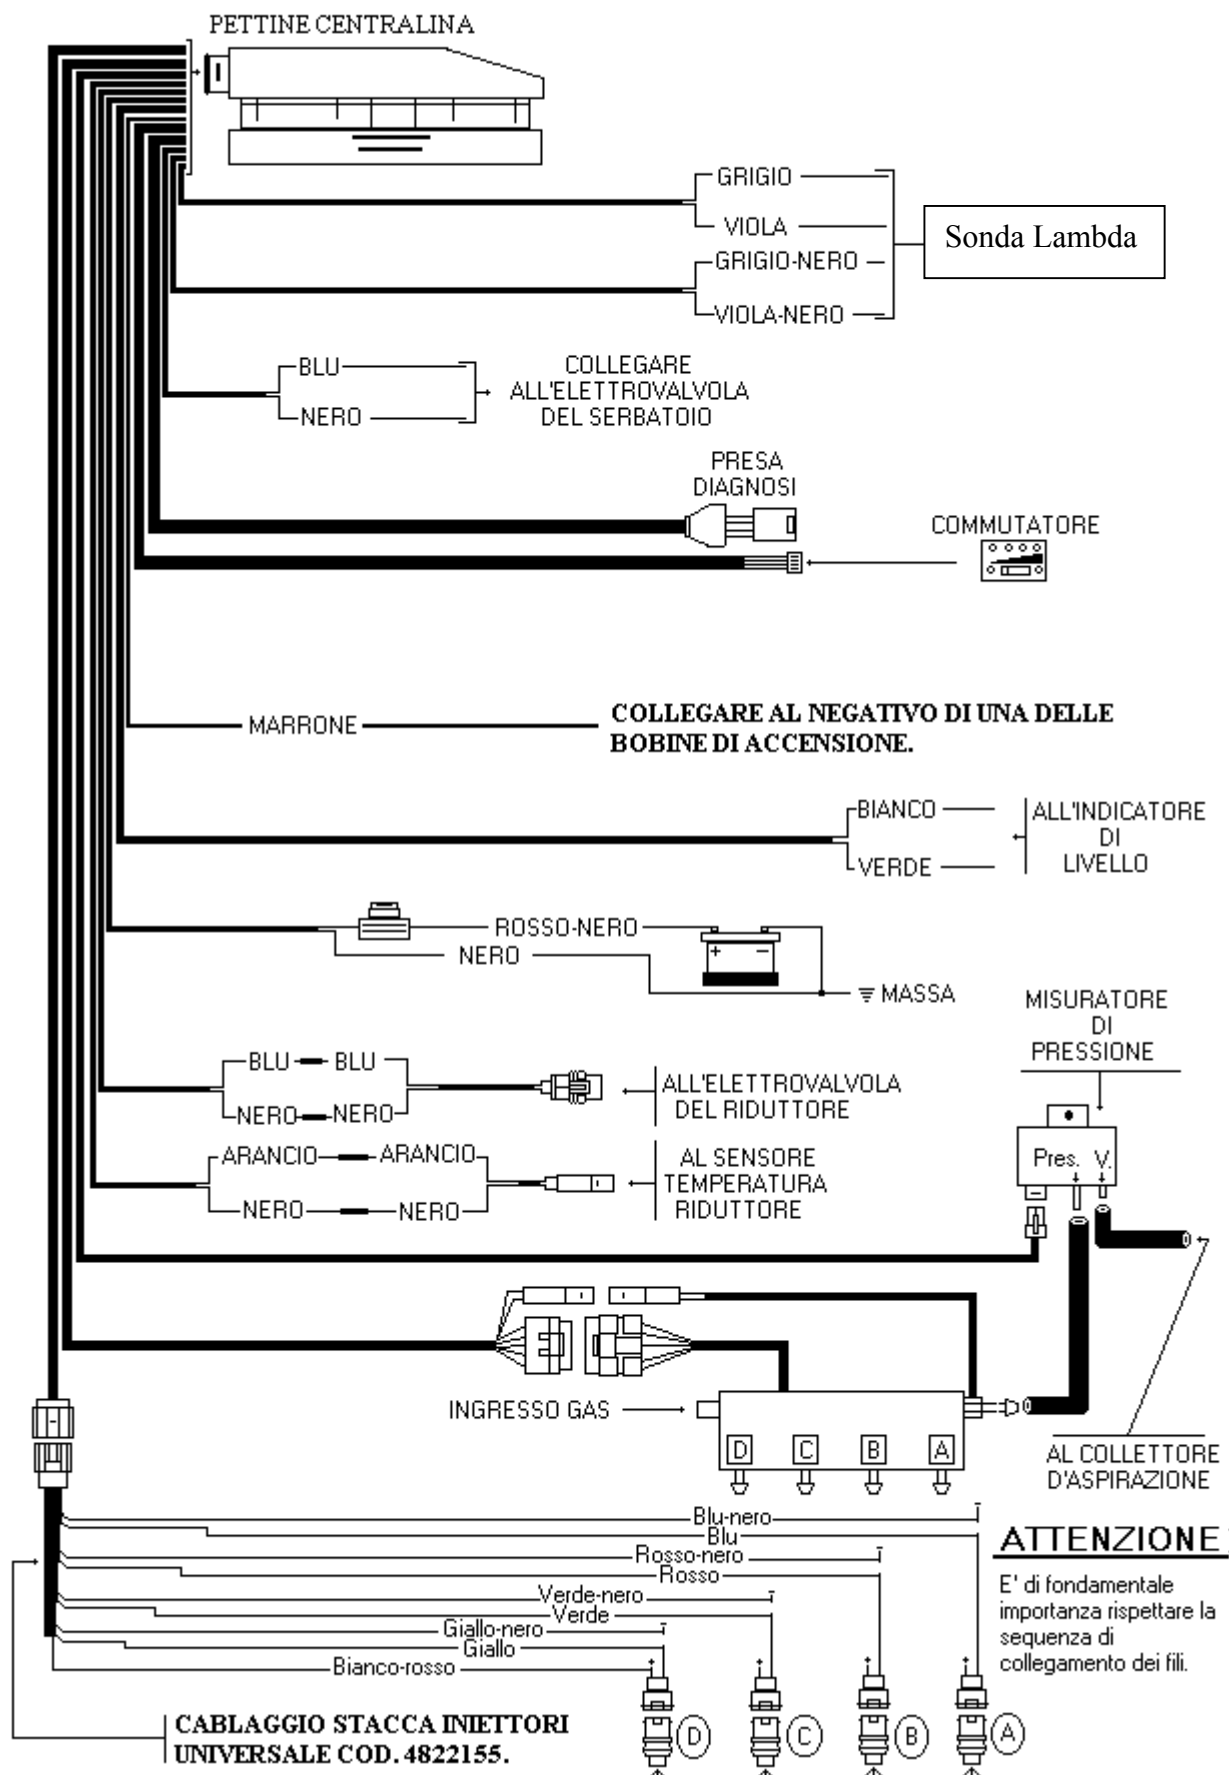 PETTINE CENTRALINA
GRIGIO
VIOLA
GRIGIO-NERO
VIOLA-NERO
Sonda Lambda
BLU
NERO
COLLEGARE
ALL'ELETTROVALVOLA
DEL SERBATOIO
PRESA
DIAGNOSI
COMMUTATORE
MARRONE
COLLEGARE AL NEGATIVO DI UNA DELLE
BOBINE DI ACCENSIONE.
BIANCO
VERDE
ALL'INDICATORE
DI
LIVELLO
ROSSO-NERO
NERO
+ −
MASSA
MISURATORE
DI
PRESSIONE
BLU BLU
NERO NERO
ALL'ELETTROVALVOLA
DEL RIDUTTORE
ARANCIO ARANCIO
NERO NERO
AL SENSORE
TEMPERATURA
RIDUTTORE
Pres. V.
INGRESSO GAS
D C B A
AL COLLETTORE
D'ASPIRAZIONE
Blu-nero
Blu
Rosso-nero
Rosso
Verde-nero
Verde
Giallo-nero
Giallo
Bianco-rosso
ATTENZIONE
E' di fondamentale
importanza rispettare la
sequenza di
collegamento dei fili.
CABLAGGIO STACCA INIETTORI
UNIVERSALE COD. 4822155.
D C B A